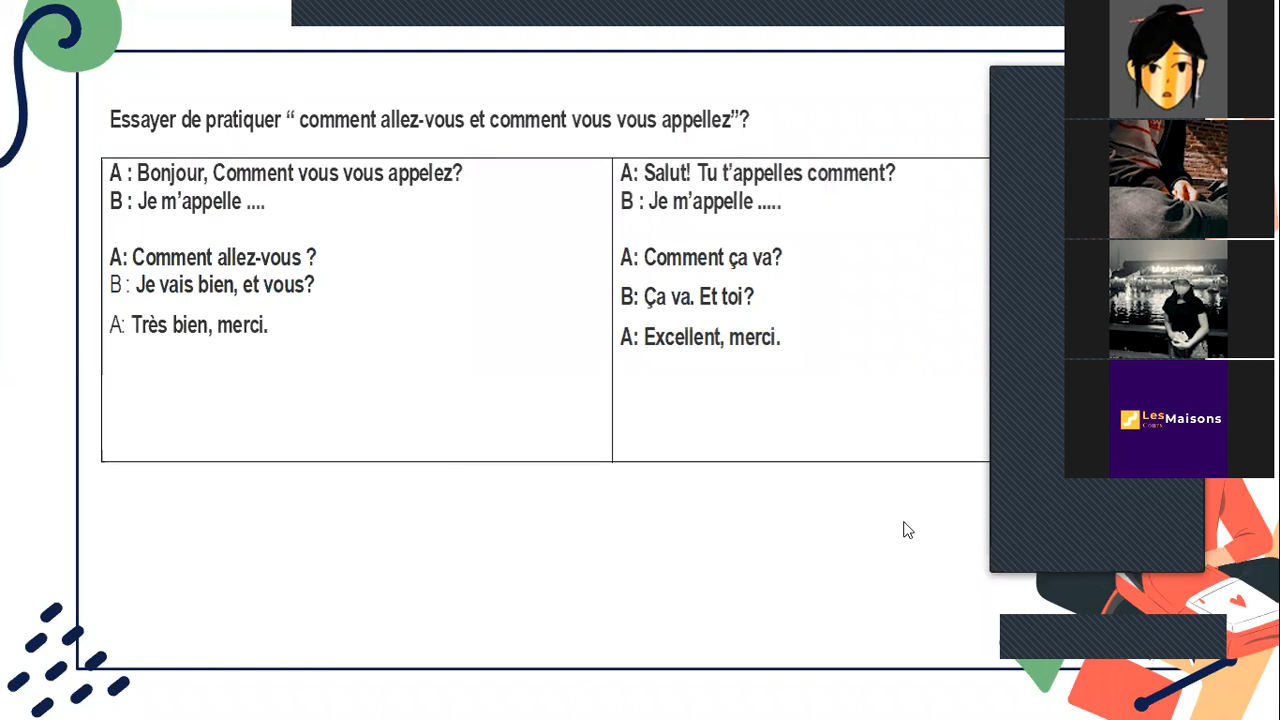 Essayer de pratiquer “ comment allez-vous et comment vous vous appellez”?
A : Bonjour, Comment vous vous appelez?
B : Je m’appelle ....
A: Comment allez-vous ?
B : Je vais bien, et vous?
A: Très bien, merci.
A: Salut! Tu t’appelles comment?
B : Je m’appelle .....
A: Comment ça va?
B: Ça va. Et toi?
A: Excellent, merci.
Les Maisons
Cours